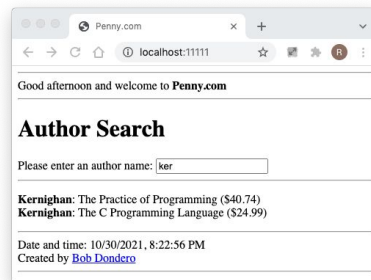 Penny.com
localhost:11111
R
Good afternoon and welcome to Penny.com
Author Search
Please enter an author name: ker
Kernighan: The Practice of Programming ($40.74)
Kernighan: The C Programming Language ($24.99)
Date and time: 10/30/2021, 8:22:56 PM
Created by Bob Dondero